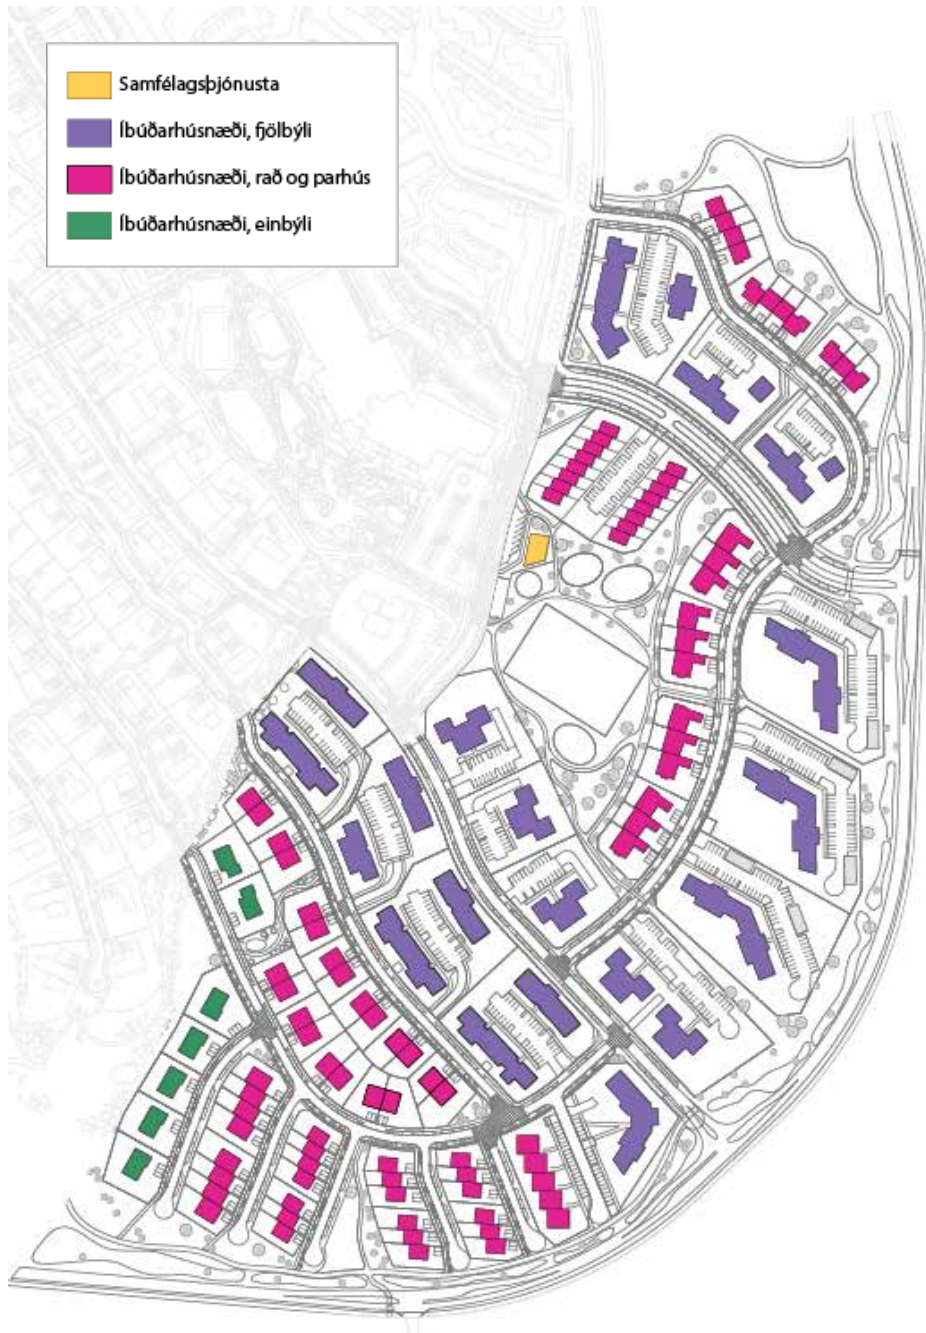 Samfélagsþjónusta
Íbúðarhúsnæði, fjölbýli
Íbúðarhúsnæði, rað og parhús
Íbúðarhúsnæði, einbýli